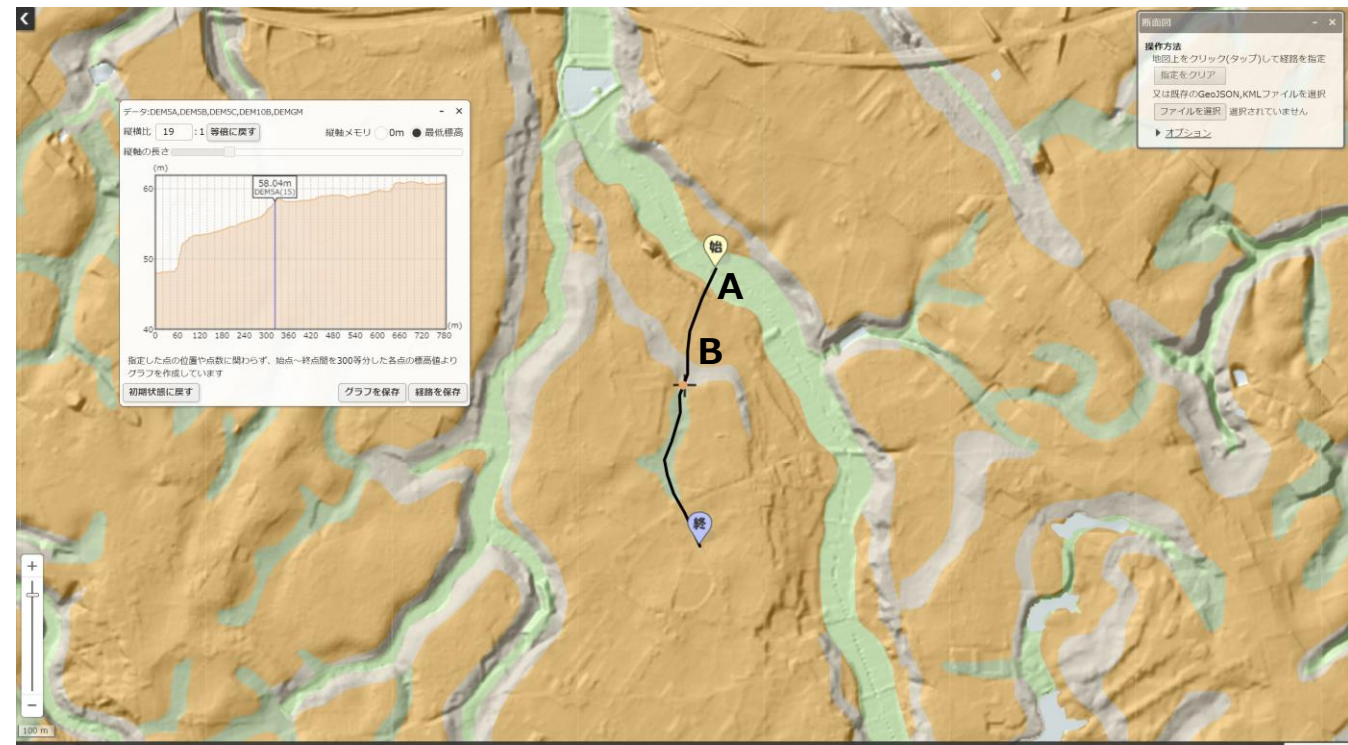 断面図
操作方法
地図上をクリック(タップ)して経路を指定
指定をクリア
又は既存のGeoJSON,KMLファイルを選択
ファイルを選択 選択されていません
オプション
データ:DEM5A,DEM5B,DEM5C,DEM10B,DEMGM
縦横比 19 :1 等倍に戻す 縦軸メモリ 0m 最低標高
縦軸の長さ
(m)
58.04m
DEM5A(15)
60
50
40
0 60 120 180 240 300 360 420 480 540 600 660 720 780 (m)
指定した点の位置や点数に関わらず、始点～終点間を300等分した各点の標高値より
グラフを作成しています
初期状態に戻す グラフを保存 経路を保存
始
A
B
終
100 m